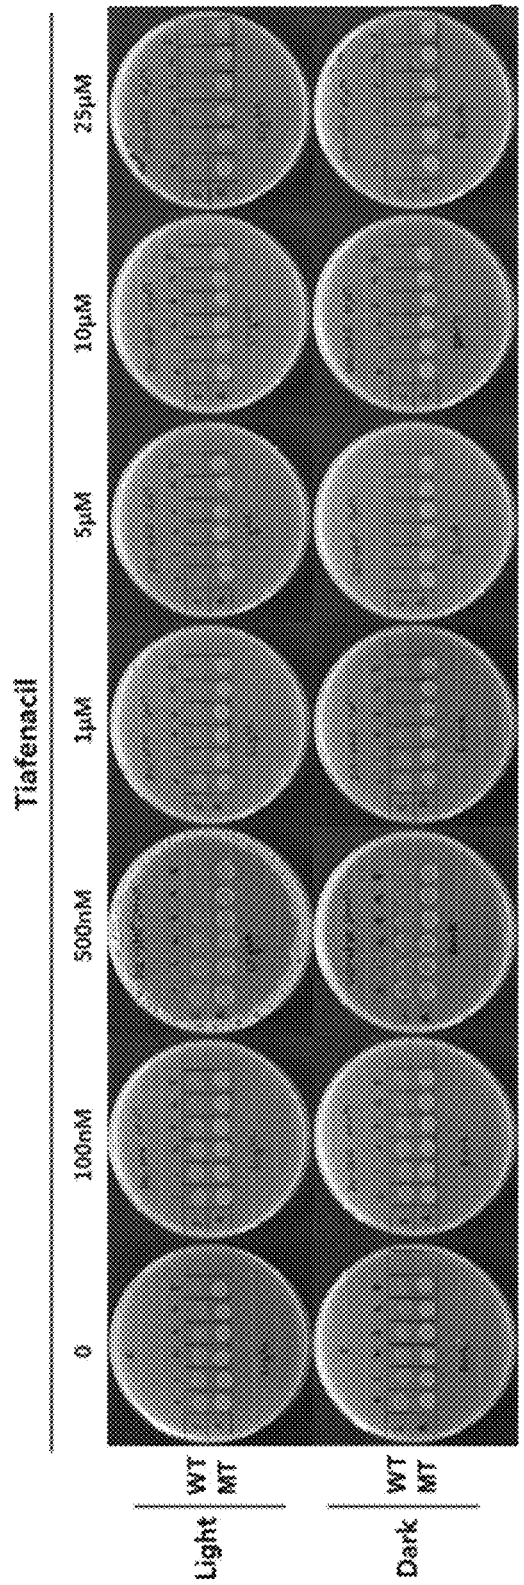 Tiafenacil
0 100nM 500nM 1μM 5μM 10μM 25μM
Light
WT
MT
Dark
WT
MT